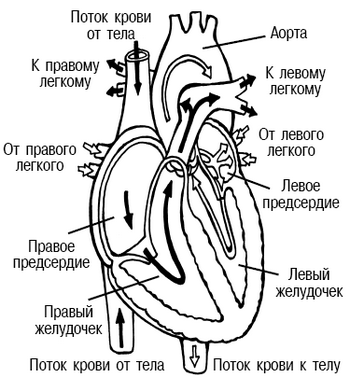 Поток крови
от тела
Аорта
К правому
легкому
К левому
легкому
От правого
легкого
От левого
легкого
Левое
предсердие
Правое
предсердие
Левый
желудочек
Правый
желудочек
Поток крови от тела
Поток крови к телу